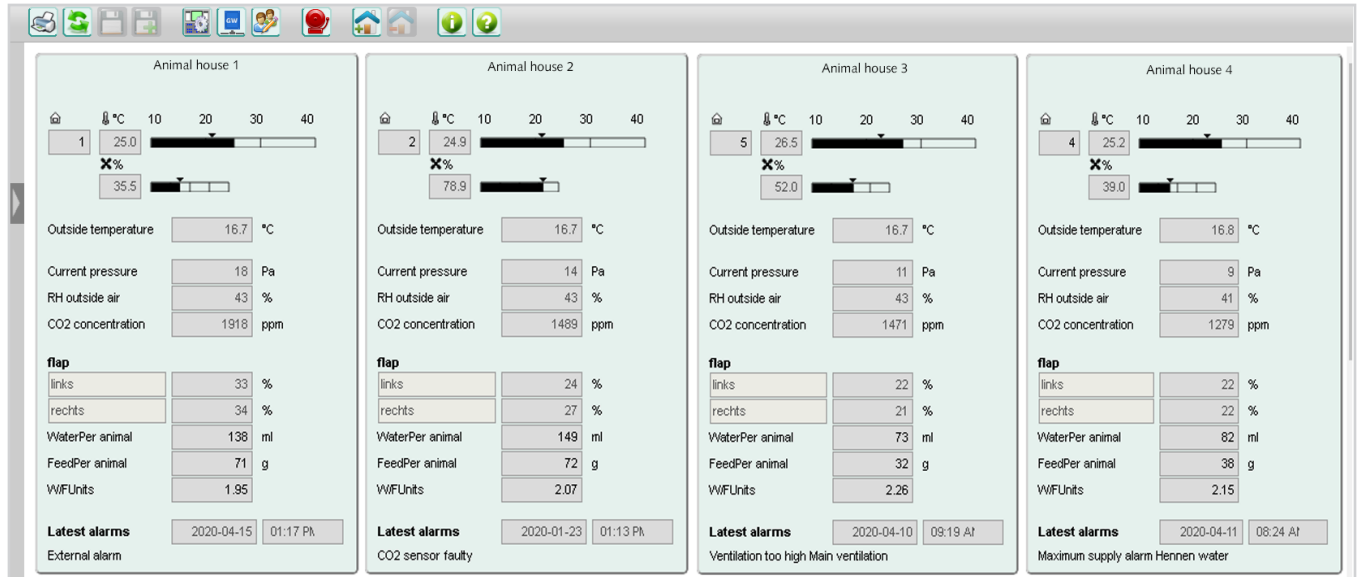 GW
Animal house 1
°C 10 20 30 40
1 25.0
%
35.5
Outside temperature 16.7 °C
Current pressure 18 Pa
RH outside air 43 %
CO2 concentration 1918 ppm
flap
links 33 %
rechts 34 %
WaterPer animal 138 ml
FeedPer animal 71 g
W/FUnits 1.95
Latest alarms 2020-04-15 01:17 PM
External alarm
Animal house 2
°C 10 20 30 40
2 24.9
%
78.9
Outside temperature 16.7 °C
Current pressure 14 Pa
RH outside air 43 %
CO2 concentration 1489 ppm
flap
links 24 %
rechts 27 %
WaterPer animal 149 ml
FeedPer animal 72 g
W/FUnits 2.07
Latest alarms 2020-01-23 01:13 PM
CO2 sensor faulty
Animal house 3
°C 10 20 30 40
5 26.5
%
52.0
Outside temperature 16.7 °C
Current pressure 11 Pa
RH outside air 43 %
CO2 concentration 1471 ppm
flap
links 22 %
rechts 21 %
WaterPer animal 73 ml
FeedPer animal 32 g
W/FUnits 2.26
Latest alarms 2020-04-10 09:19 AM
Ventilation too high Main ventilation
Animal house 4
°C 10 20 30 40
4 25.2
%
39.0
Outside temperature 16.8 °C
Current pressure 9 Pa
RH outside air 41 %
CO2 concentration 1279 ppm
flap
links 22 %
rechts 22 %
WaterPer animal 82 ml
FeedPer animal 38 g
W/FUnits 2.15
Latest alarms 2020-04-11 08:24 AM
Maximum supply alarm Hennen water